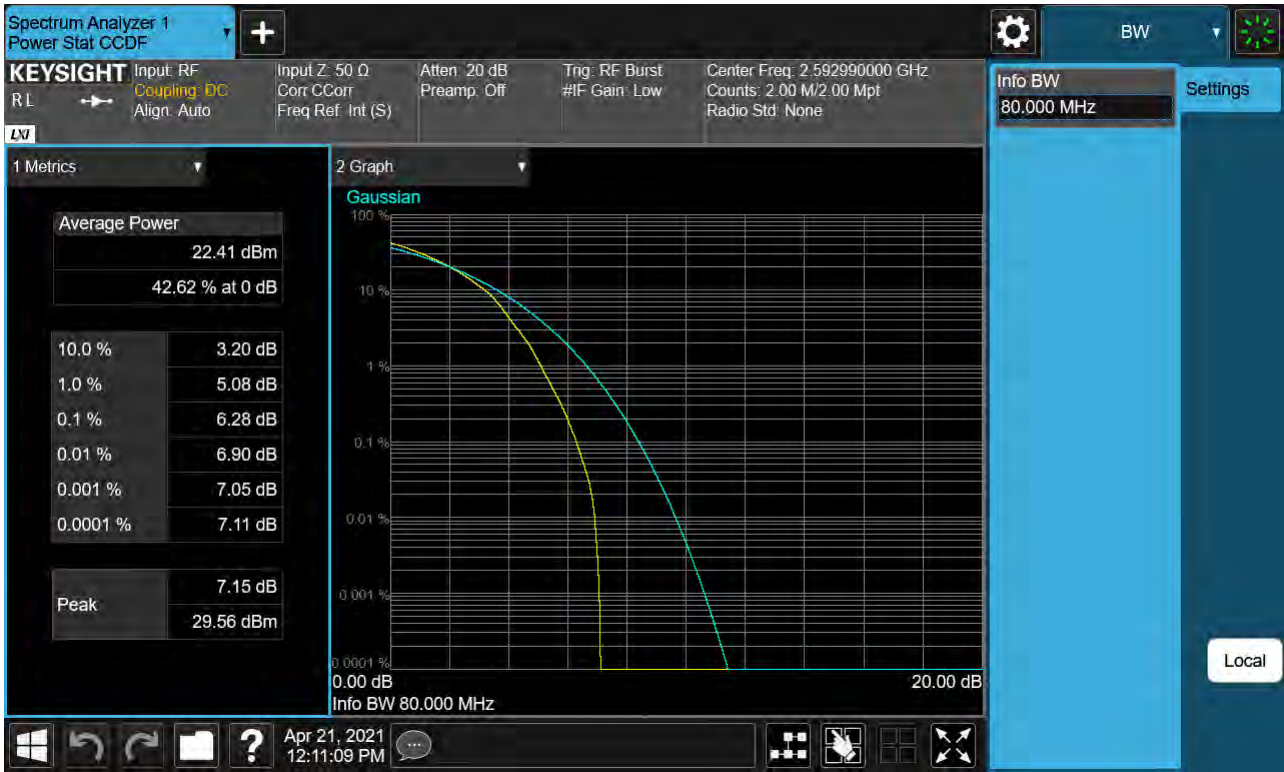 Spectrum Analyzer 1
Power Stat CCDF
+
BW
KEYSIGHT
R L
LXI
Input: RF
Coupling: DC
Align: Auto
Input Z: 50 Ω
Corr CCorr
Freq Ref: Int (S)
Atten: 20 dB
Preamp: Off
Trig: RF Burst
#IF Gain: Low
Center Freq: 2.592990000 GHz
Counts: 2.00 M/2.00 Mpt
Radio Std: None
Info BW
80.000 MHz
Settings
1 Metrics
Average Power
22.41 dBm
42.62 % at 0 dB
10.0 % 3.20 dB
1.0 % 5.08 dB
0.1 % 6.28 dB
0.01 % 6.90 dB
0.001 % 7.05 dB
0.0001 % 7.11 dB
Peak
7.15 dB
29.56 dBm
2 Graph
Gaussian
100 %
10 %
1 %
0.1 %
0.01 %
0.001 %
0.0001 %
0.00 dB 20.00 dB
Info BW 80.000 MHz
Local
?
Apr 21, 2021
12:11:09 PM